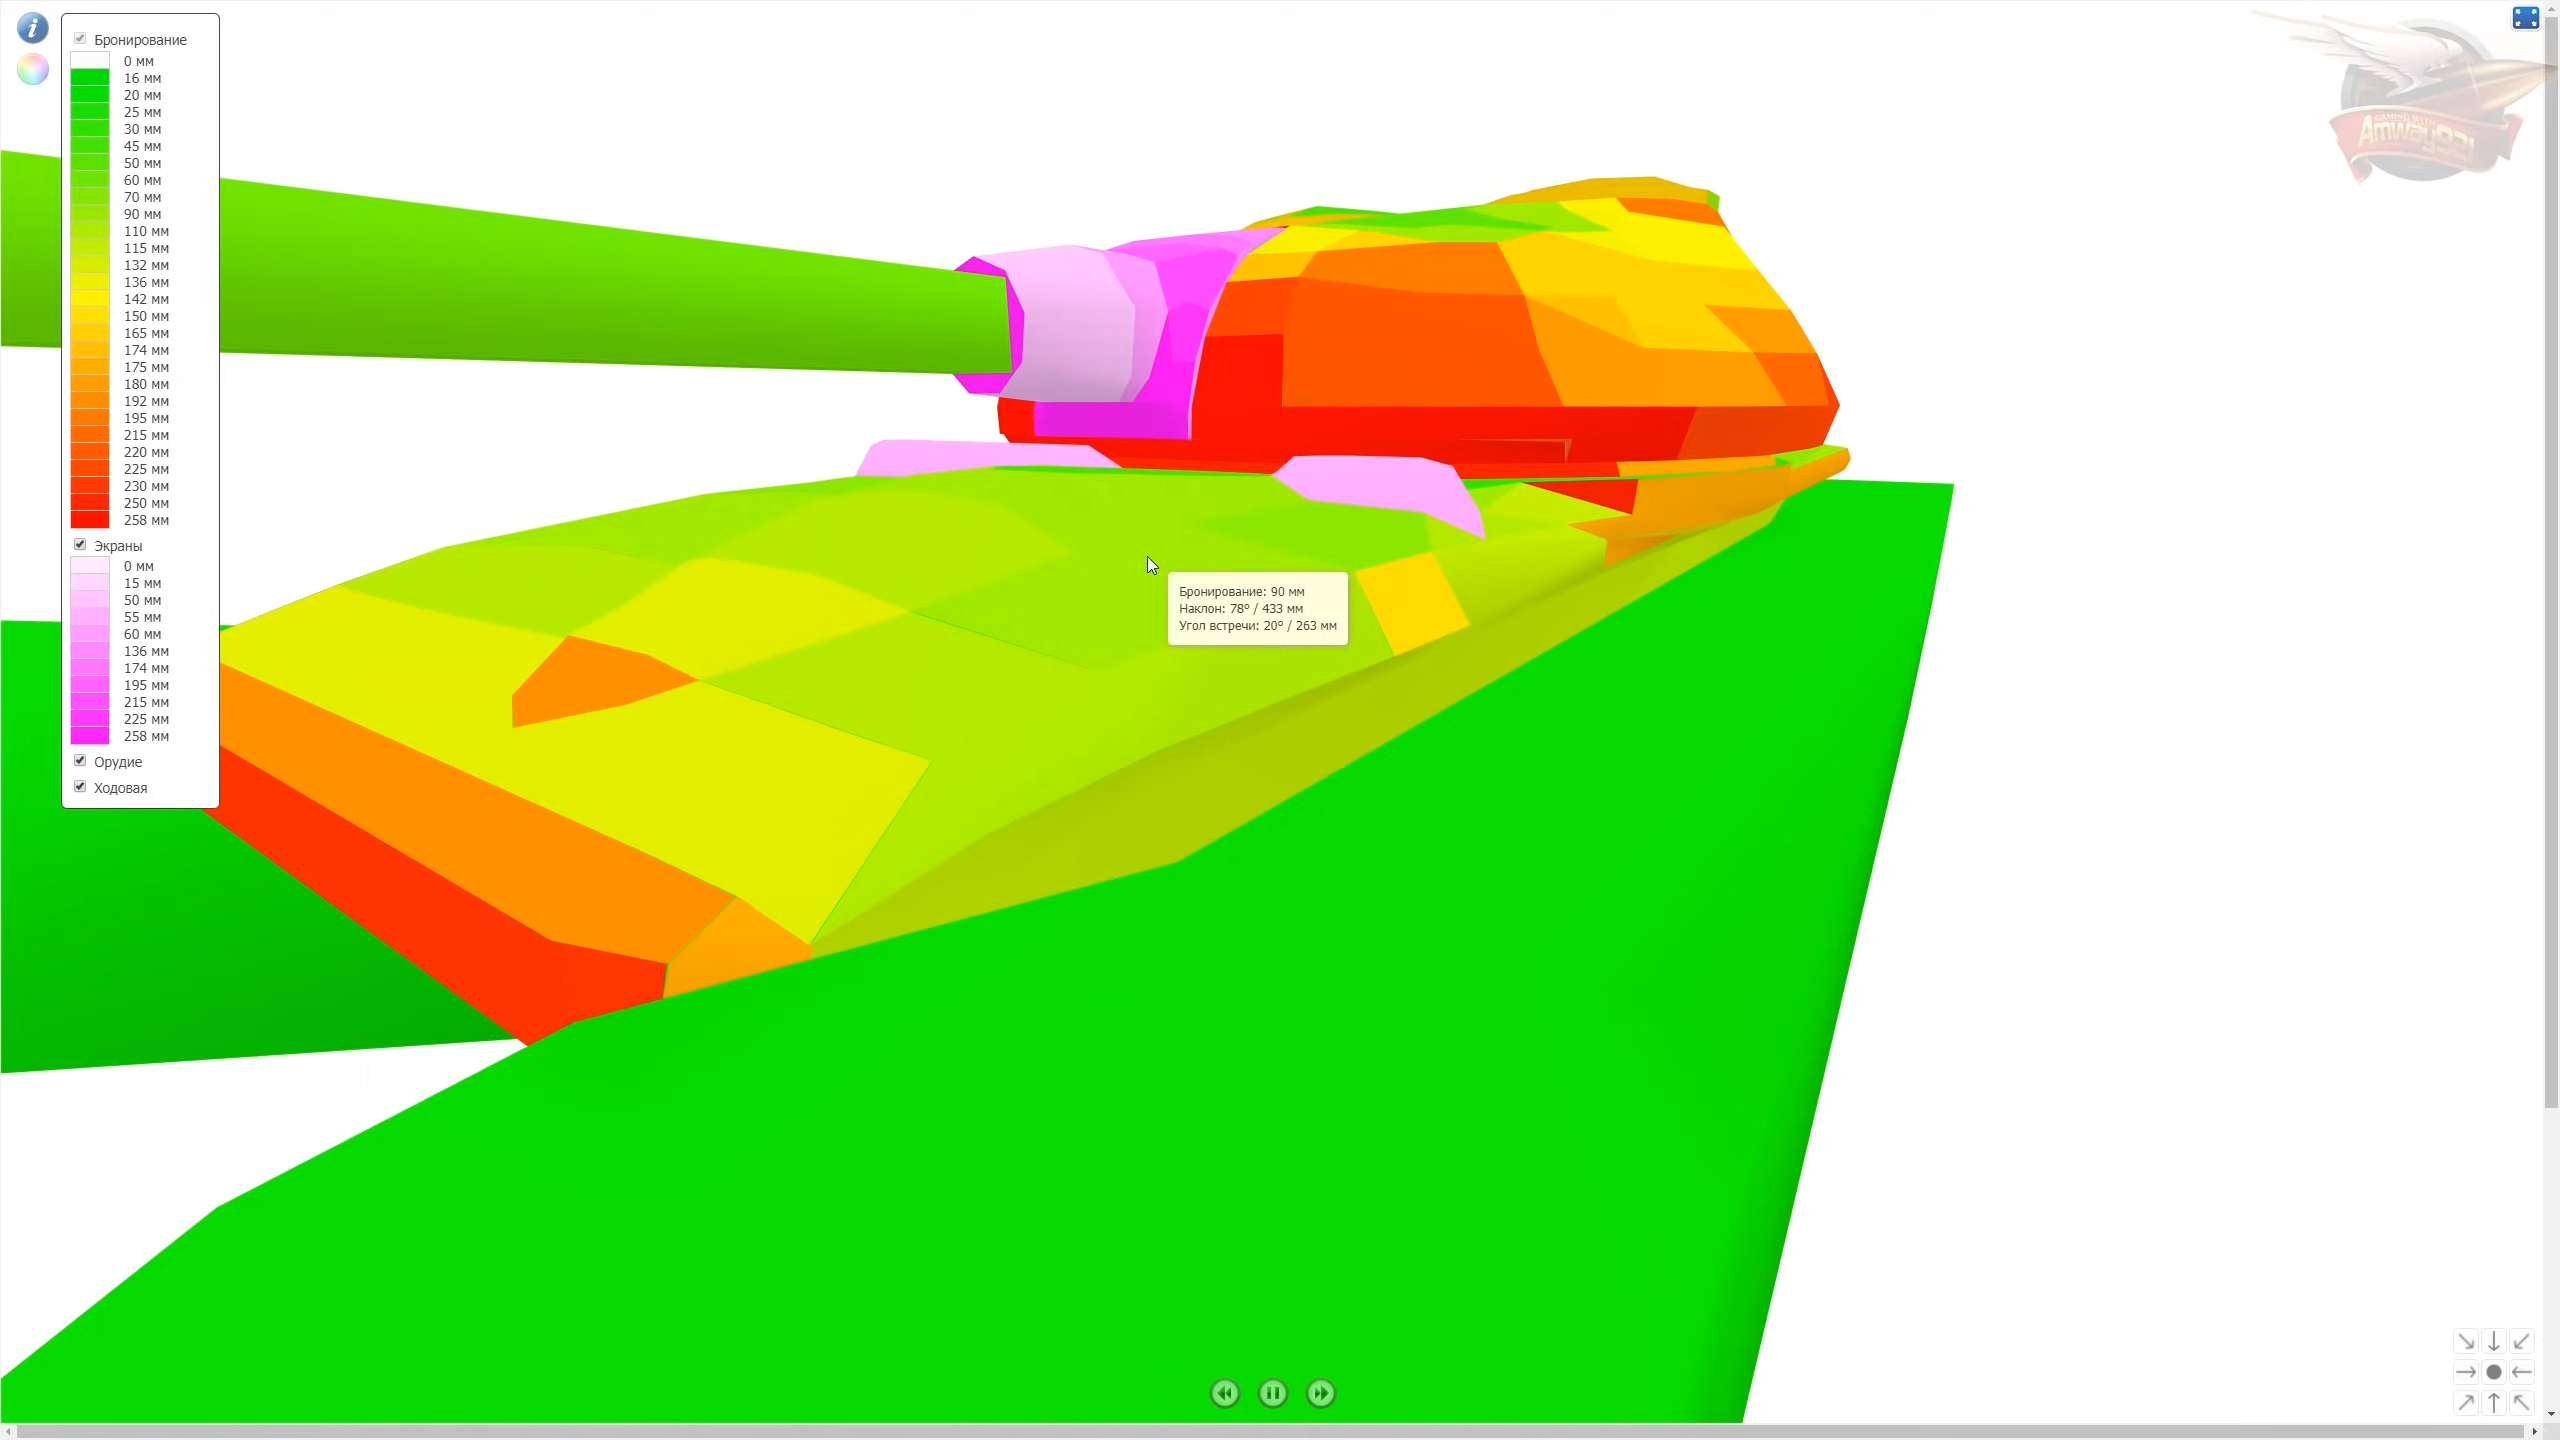 Бронирование
0 мм
16 мм
20 мм
25 мм
30 мм
45 мм
50 мм
60 мм
70 мм
90 мм
110 мм
115 мм
132 мм
136 мм
142 мм
150 мм
165 мм
174 мм
175 мм
180 мм
192 мм
195 мм
215 мм
220 мм
225 мм
230 мм
250 мм
258 мм
Экраны
0 мм
15 мм
50 мм
55 мм
60 мм
136 мм
174 мм
195 мм
215 мм
225 мм
258 мм
Орудие
Ходовая
Бронирование: 90 мм
Наклон: 78° / 433 мм
Угол встречи: 20° / 263 мм
GAMING WITH
Amway921